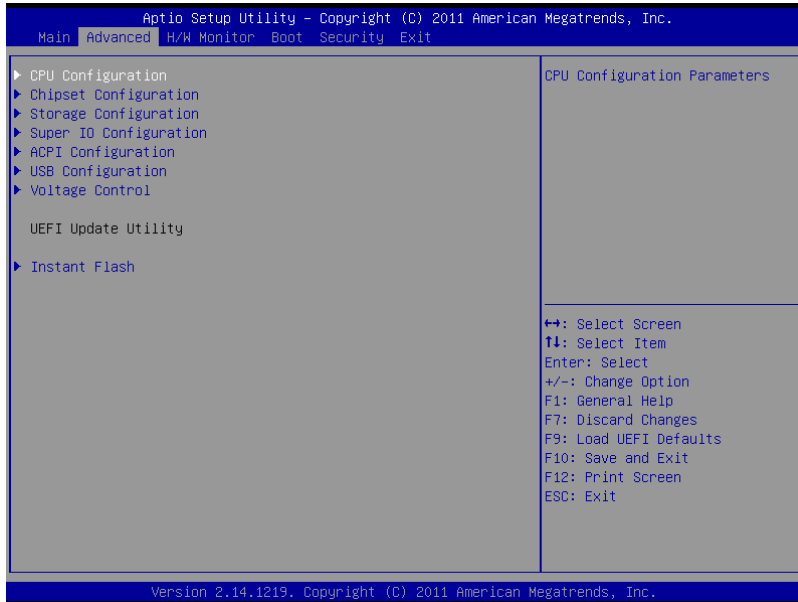 Aptio Setup Utility – Copyright (C) 2011 American Megatrends, Inc.
Main Advanced H/W Monitor Boot Security Exit
CPU Configuration
Chipset Configuration
Storage Configuration
Super IO Configuration
ACPI Configuration
USB Configuration
Voltage Control
UEFI Update Utility
Instant Flash
CPU Configuration Parameters
↔: Select Screen
↑↓: Select Item
Enter: Select
+/-: Change Option
F1: General Help
F7: Discard Changes
F9: Load UEFI Defaults
F10: Save and Exit
F12: Print Screen
ESC: Exit
Version 2.14.1219. Copyright (C) 2011 American Megatrends, Inc.